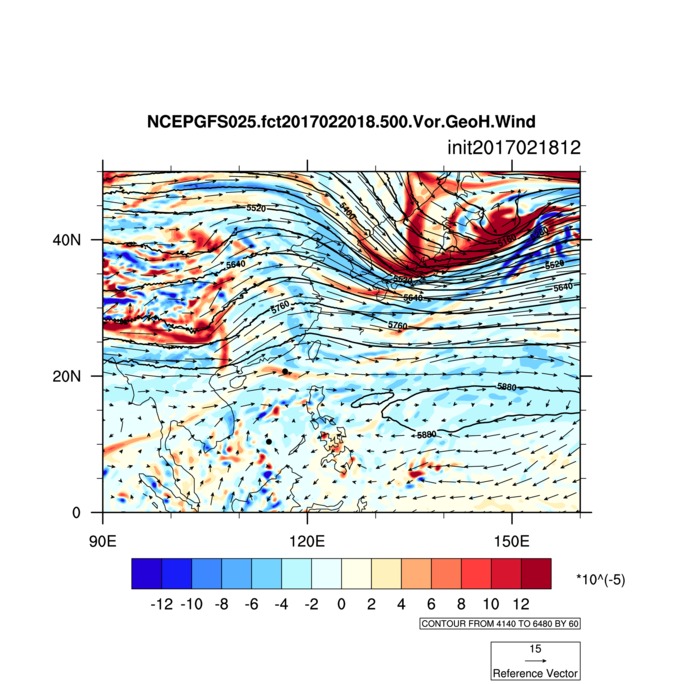 NCEPGFS025.fct2017022018.500.Vor.GeoH.Wind
init2017021812
5520
5400
40N
5640
5160
5520
5640
5640
5760
5760
20N
5880
5880
0
90E 120E 150E
-12 -10 -8 -6 -4 -2 0 2 4 6 8 10 12
*10^(-5)
CONTOUR FROM 4140 TO 6480 BY 60
15
Reference Vector